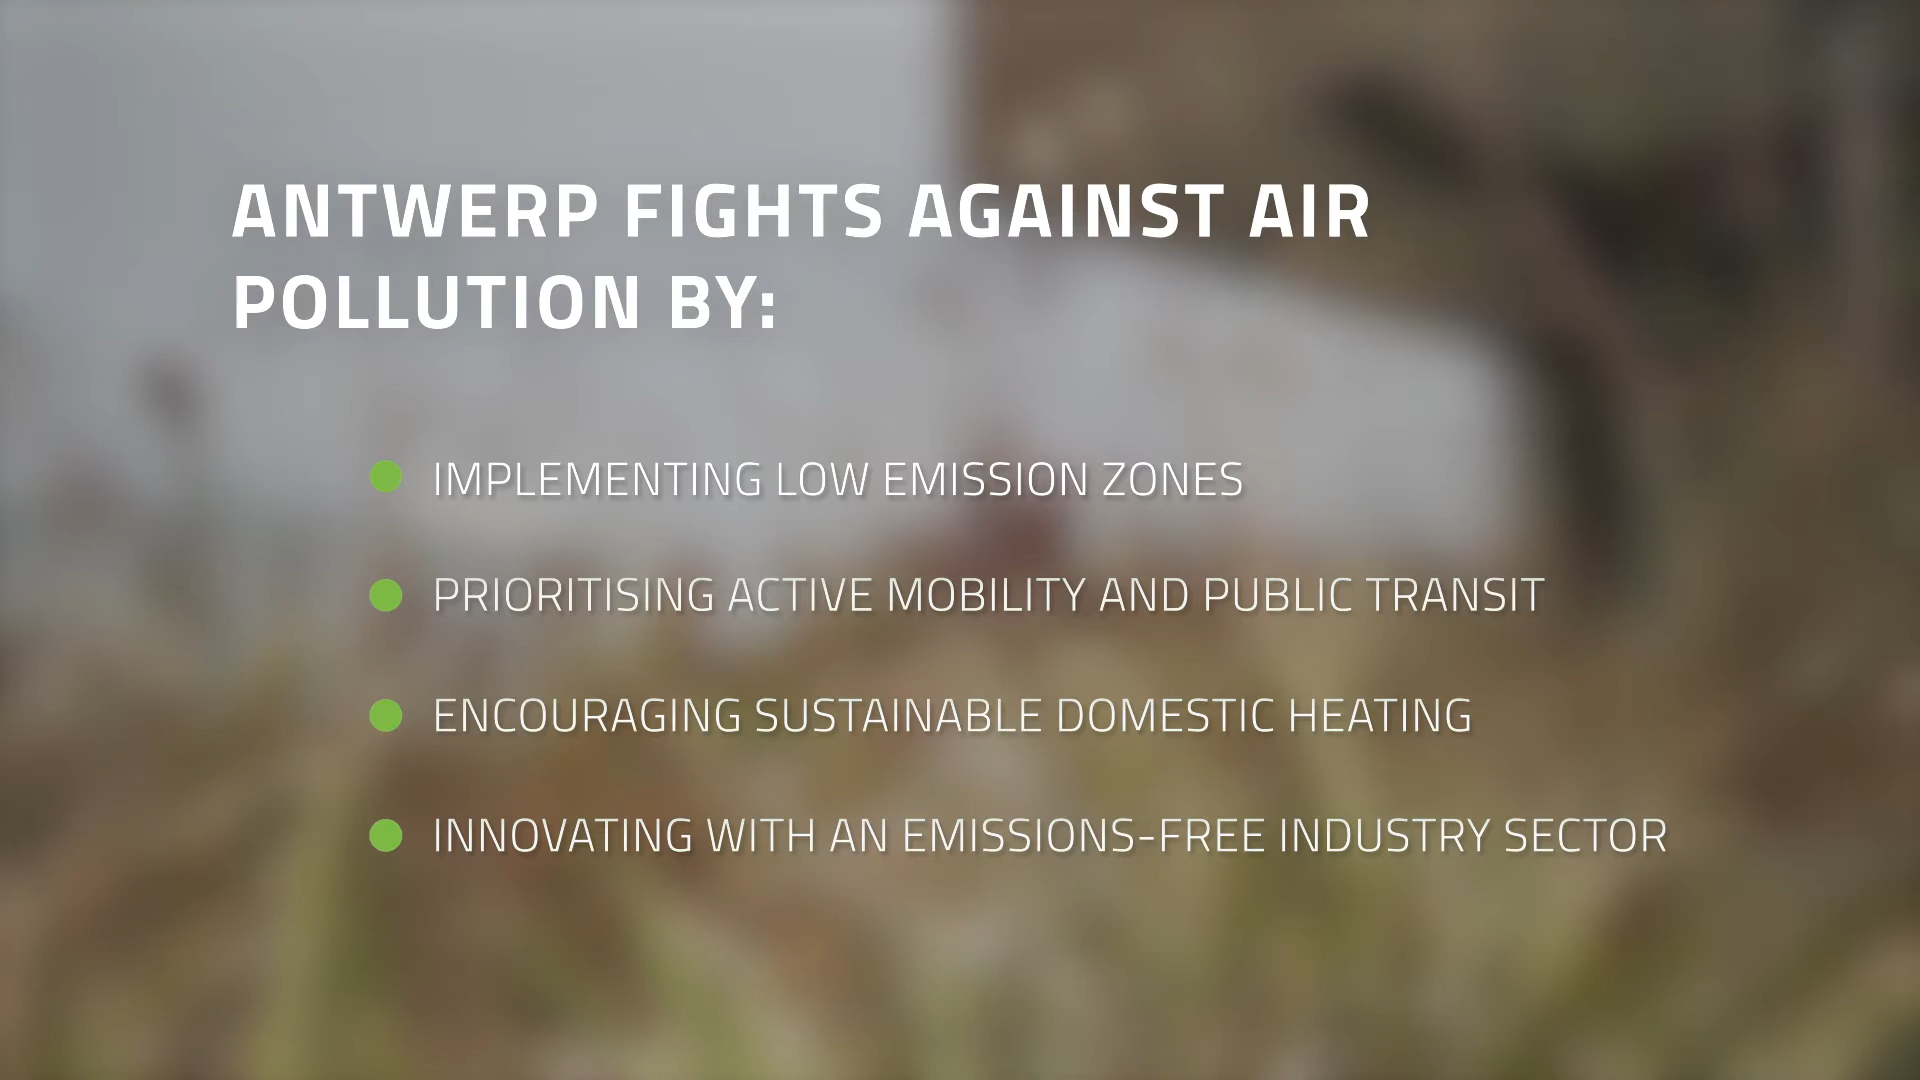 ANTWERP FIGHTS AGAINST AIR
POLLUTION BY:
IMPLEMENTING LOW EMISSION ZONES
PRIORITISING ACTIVE MOBILITY AND PUBLIC TRANSIT
ENCOURAGING SUSTAINABLE DOMESTIC HEATING
INNOVATING WITH AN EMISSIONS-FREE INDUSTRY SECTOR